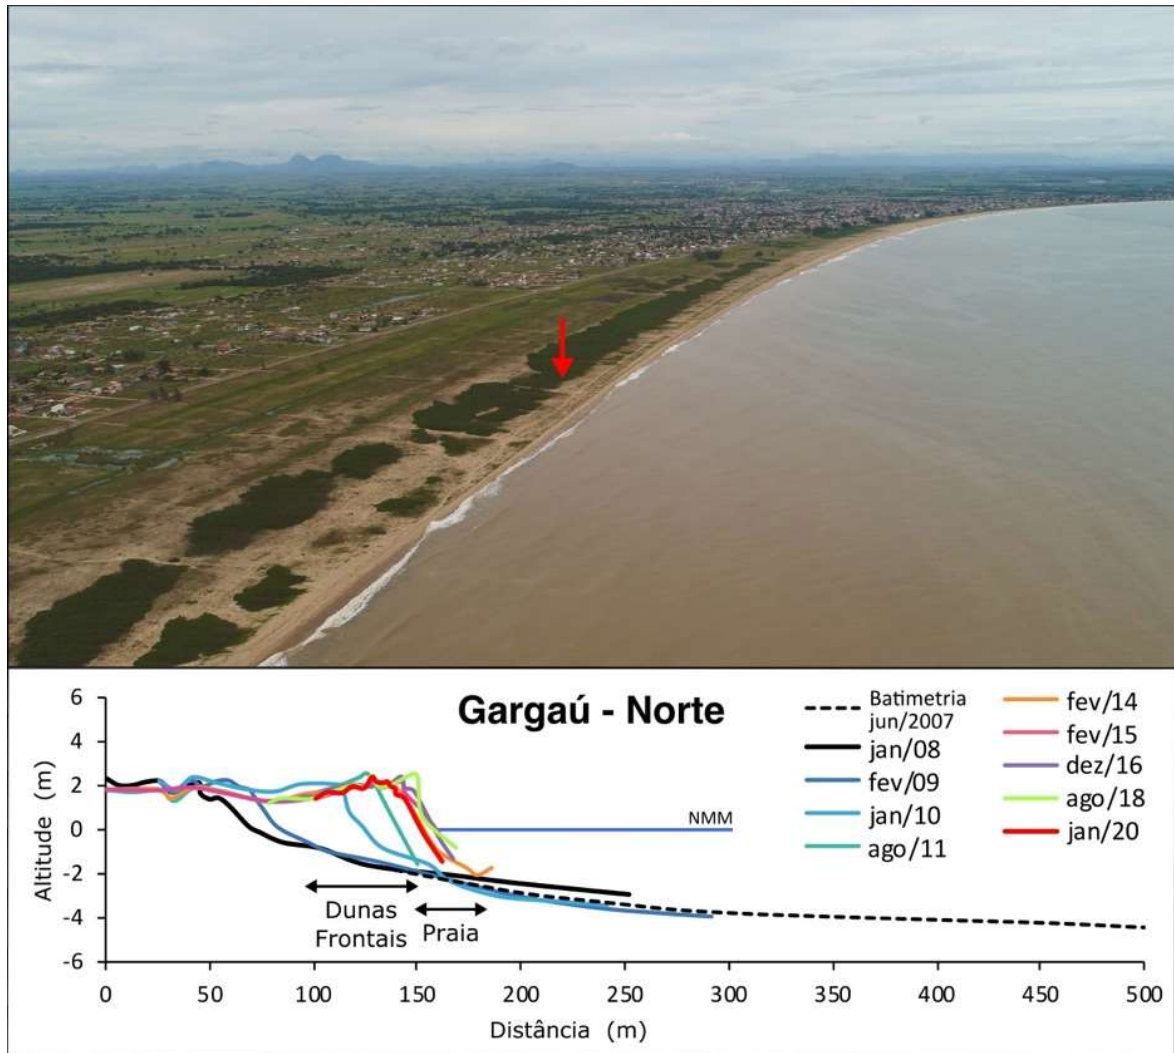 Gargaú - Norte
Altitude (m)
6
4
2
0
-2
-4
-6
NMM
Dunas
Frontais
Praia
Batimetria
jun/2007
jan/08
fev/09
jan/10
ago/11
fev/14
fev/15
dez/16
ago/18
jan/20
0 50 100 150 200 250 300 350 400 450 500
Distância (m)